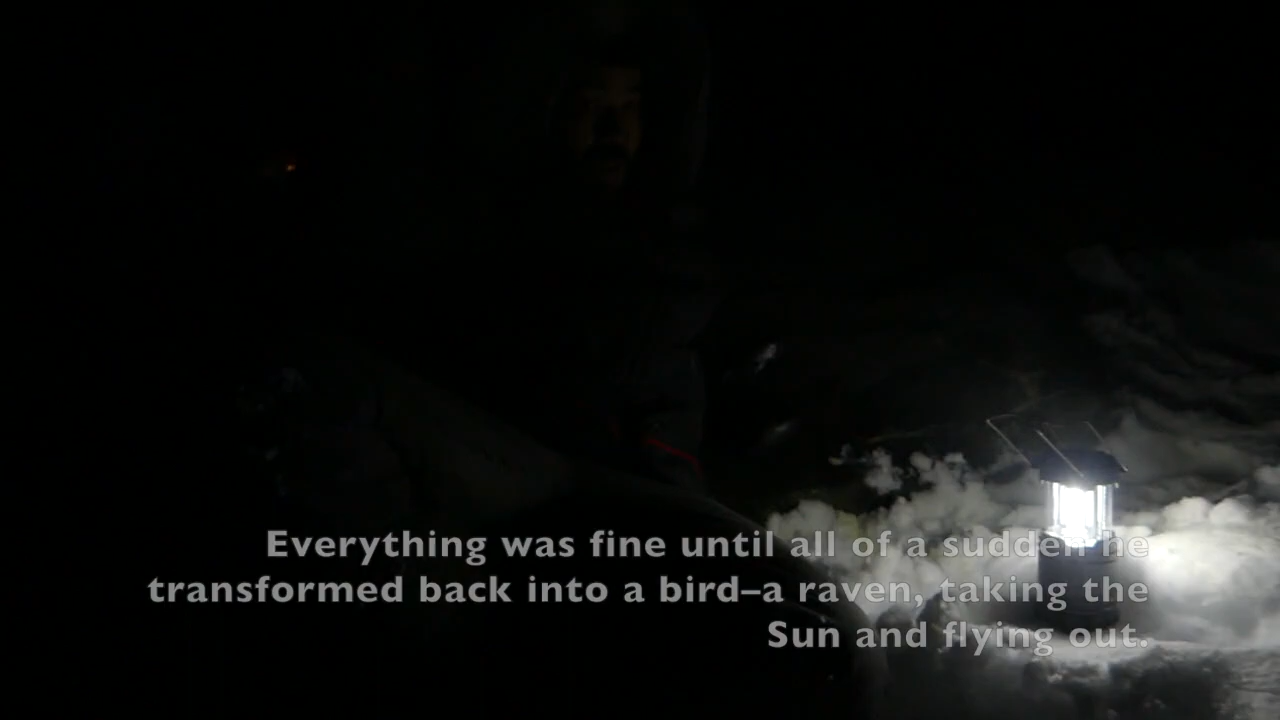 Everything was fine until all of a sudden he
transformed back into a bird–a raven, taking the
Sun and flying out.